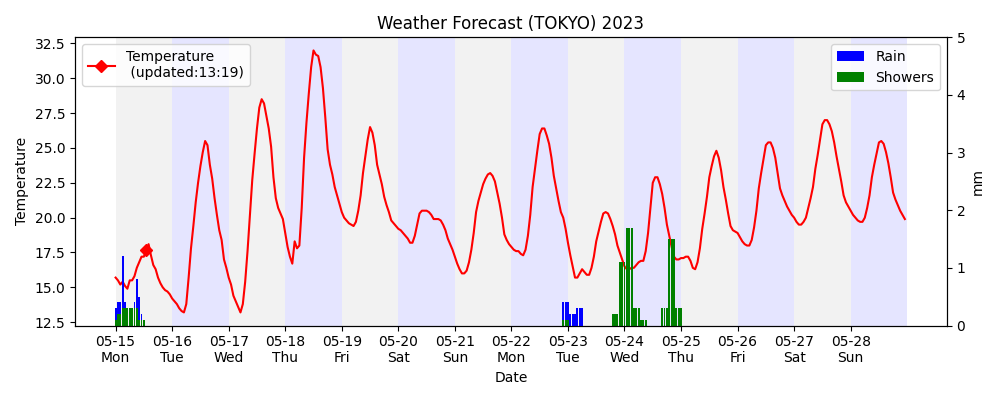 Weather Forecast (TOKYO) 2023
Temperature
(updated:13:19)
Rain
Showers
Temperature
32.5
30.0
27.5
25.0
22.5
20.0
17.5
15.0
12.5
5
4
3
2
1
0
mm
05-15 05-16 05-17 05-18 05-19 05-20 05-21 05-22 05-23 05-24 05-25 05-26 05-27 05-28
Mon Tue Wed Thu Fri Sat Sun Mon Tue Wed Thu Fri Sat Sun
Date